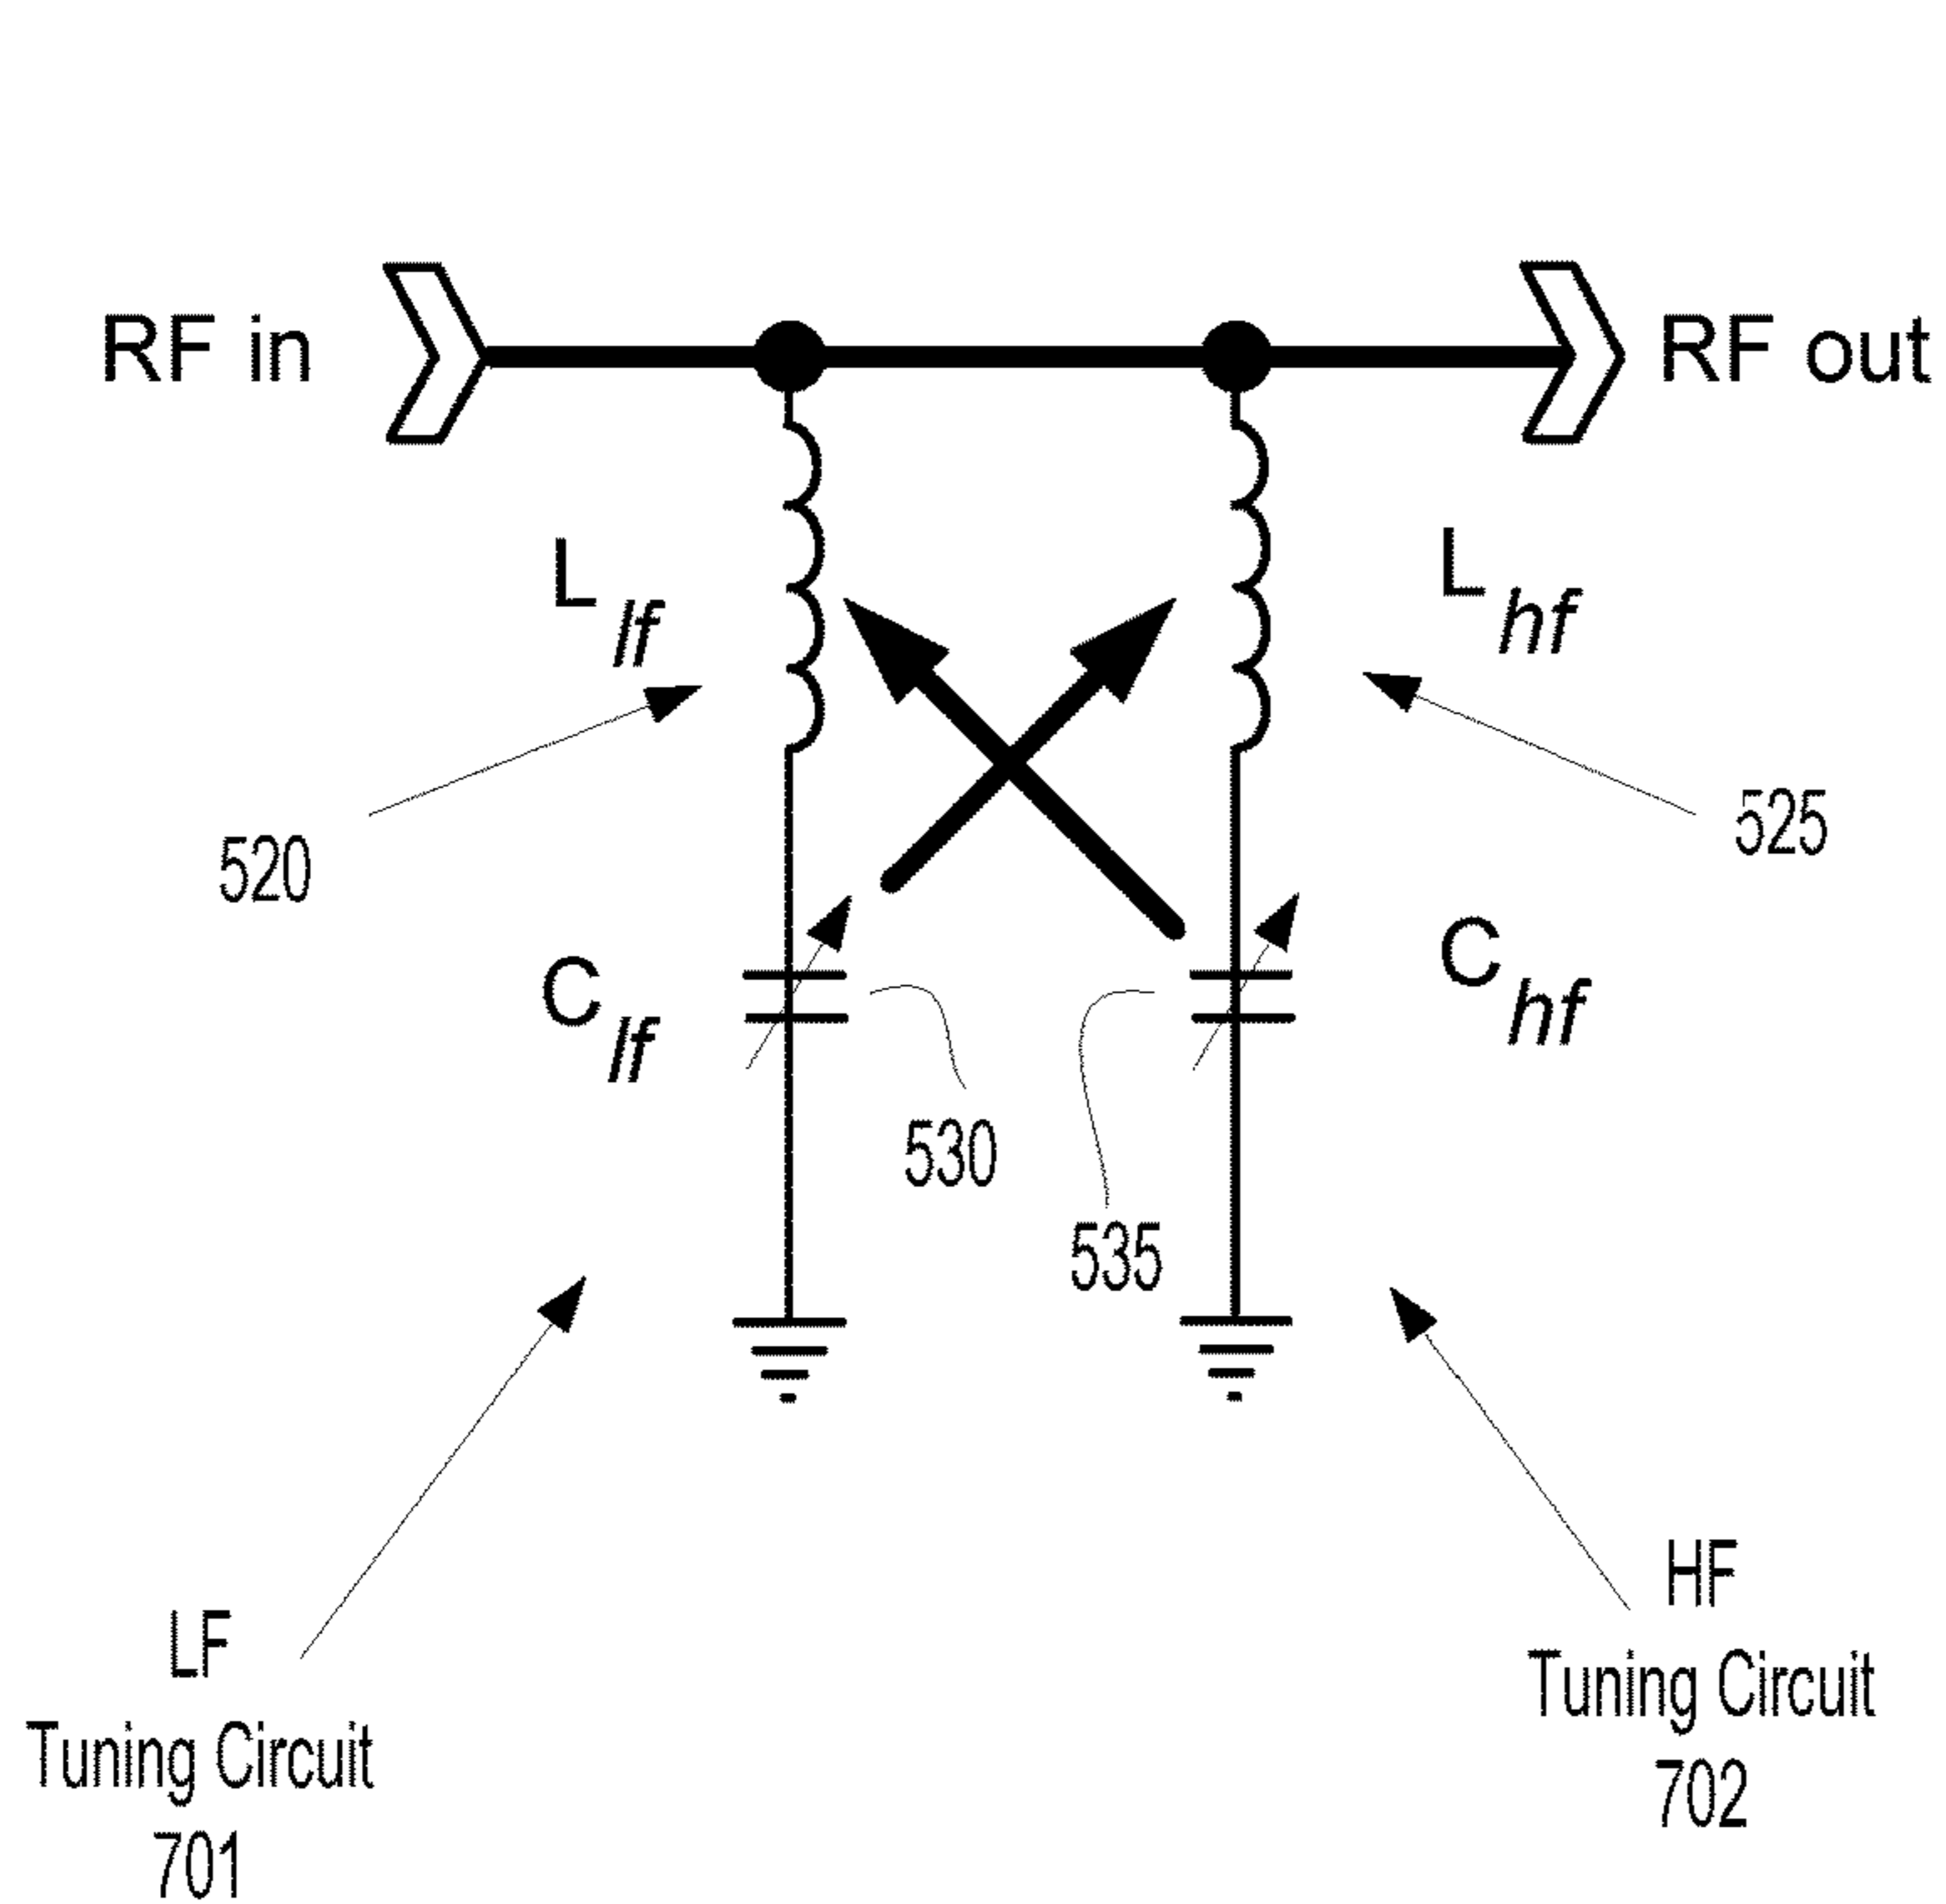 RF in
RF out
L lf
L hf
520
525
C lf
C hf
530
535
LF
Tuning Circuit
701
HF
Tuning Circuit
702